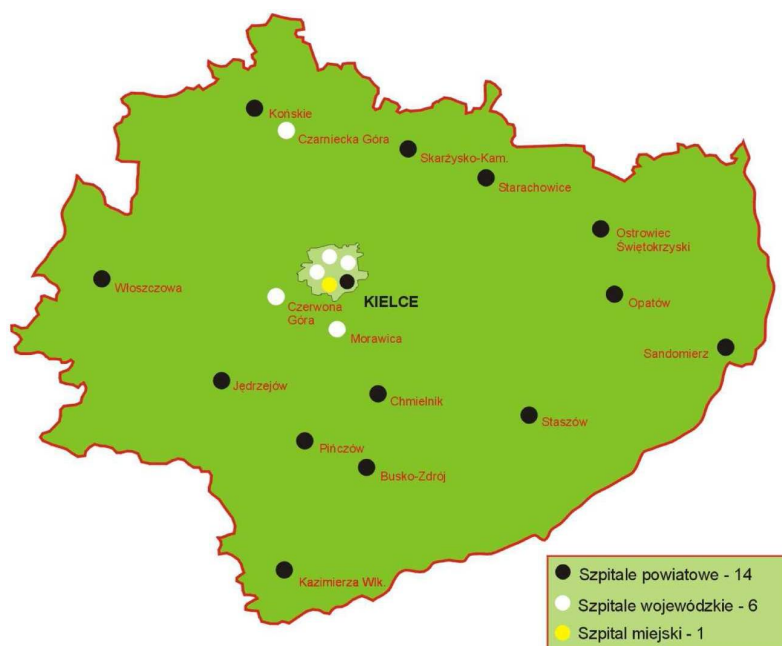 Końskie
Czarniecka Góra
Skarżysko-Kam.
Starachowice
Ostrowiec
Świętokrzyski
Włoszczowa
KIELCE
Czerwona
Góra
Opatów
Morawica
Sandomierz
Jędrzejów
Chmielnik
Staszów
Pińczów
Busko-Zdrój
Kazimierza Wlk.
Szpitale powiatowe - 14
Szpitale wojewódzkie - 6
Szpital miejski - 1